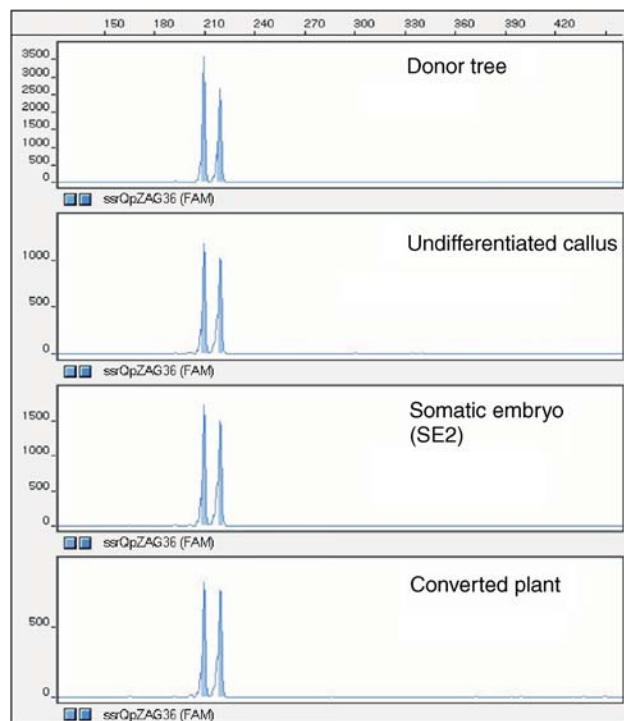 150 180 210 240 270 300 330 360 390 420
3500
3000
2500
2000
1500
1000
500
0
Donor tree
ssrQpZAG36 (FAM)
1000
500
0
Undifferentiated callus
ssrQpZAG36 (FAM)
1500
1000
500
0
Somatic embryo
(SE2)
ssrQpZAG36 (FAM)
500
0
Converted plant
ssrQpZAG36 (FAM)